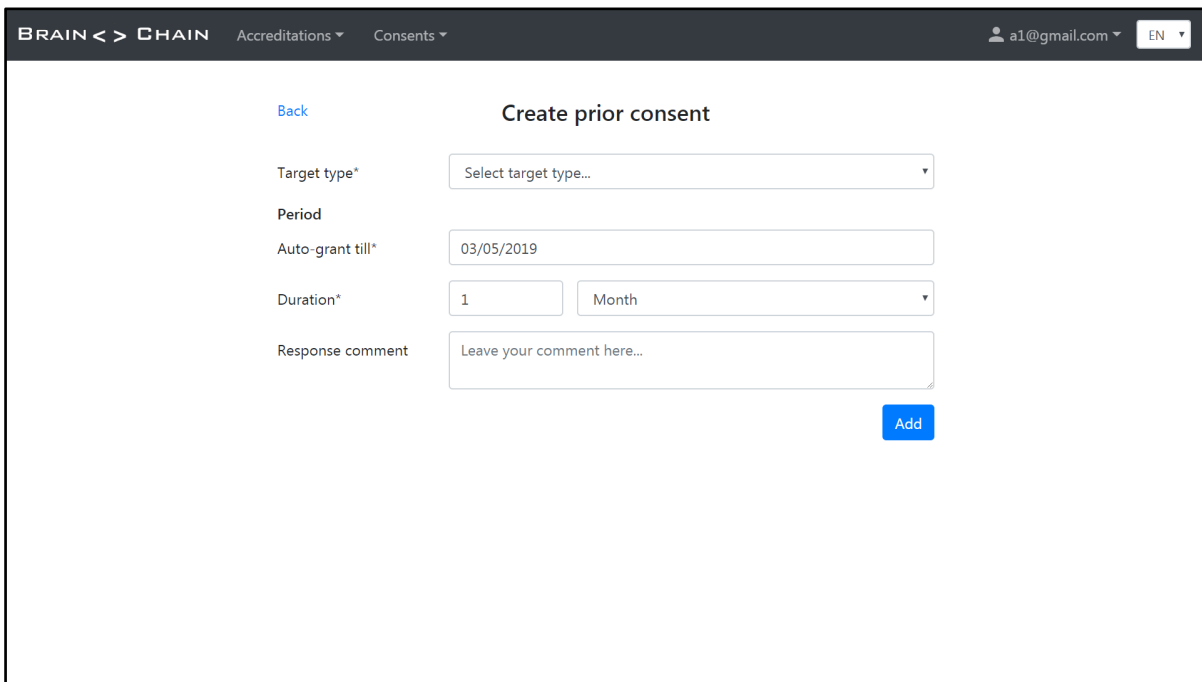 BRAIN < > CHAIN Accreditations Consents a1@gmail.com EN
Back Create prior consent
Target type* Select target type...
Period
Auto-grant till* 03/05/2019
Duration* 1 Month
Response comment Leave your comment here...
Add